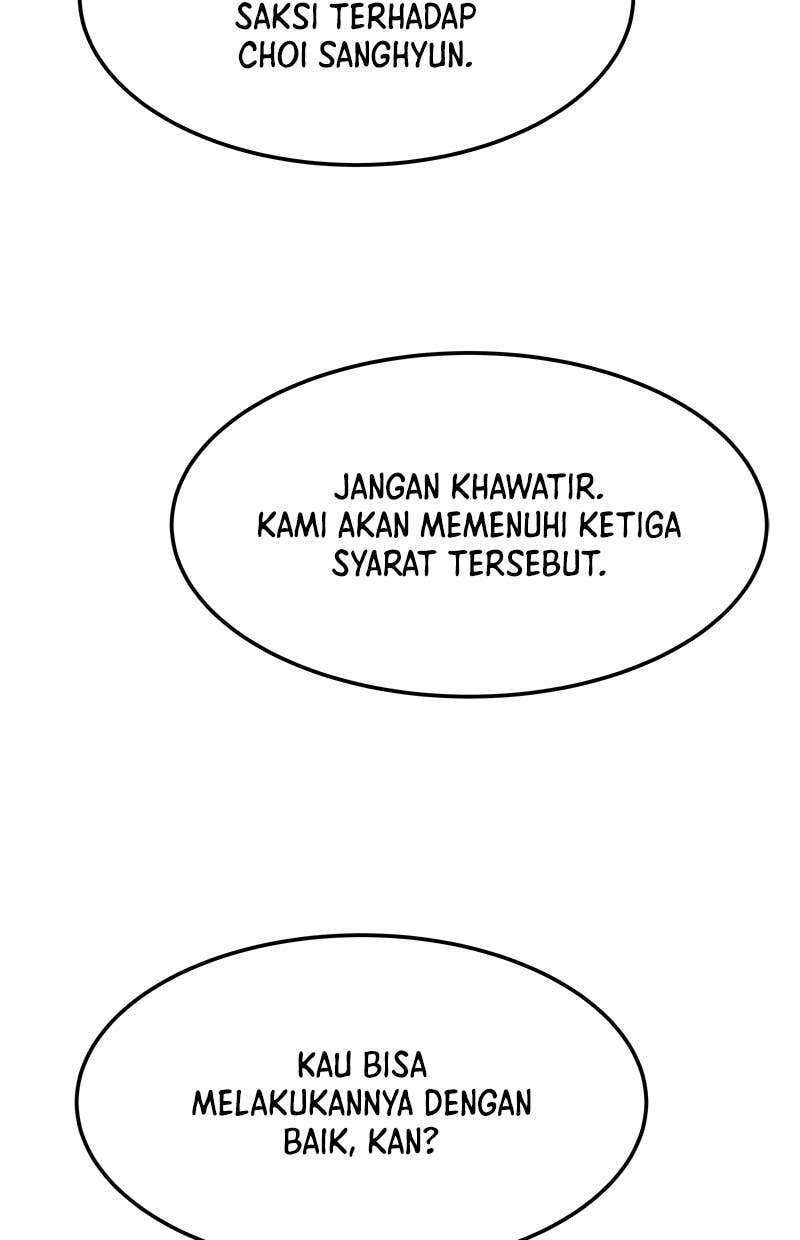 SAKSI TERHADAP
CHOI SANGHYUN.
JANGAN KHAWATIR.
KAMI AKAN MEMENUHI KETIGA
SYARAT TERSEBUT.
KAU BISA
MELAKUKANNYA DENGAN
BAIK, KAN?